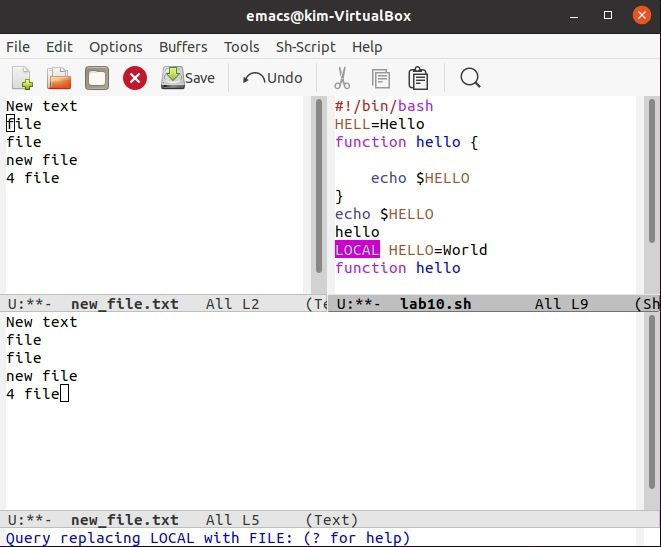 emacs@kim-VirtualBox
File Edit Options Buffers Tools Sh-Script Help
Save Undo
New text
file
file
new file
4 file
U:**- new_file.txt All L2 (Te
#!/bin/bash
HELL=Hello
function hello {
echo $HELLO
}
echo $HELLO
hello
LOCAL HELLO=World
function hello
U:**- lab10.sh All L9 (Sh
New text
file
file
new file
4 file
U:**- new_file.txt All L5 (Text)
Query replacing LOCAL with FILE: (? for help)